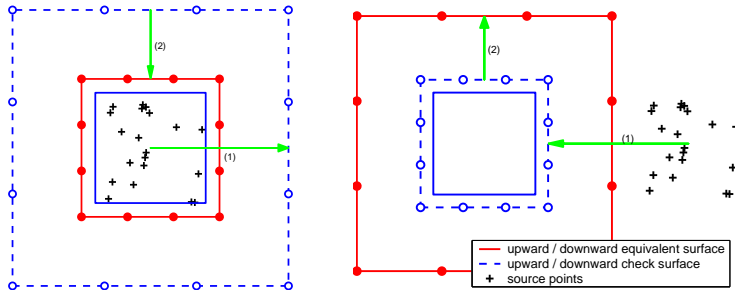 (2)
(1)
(2)
(1)
upward / downward equivalent surface
upward / downward check surface
source points